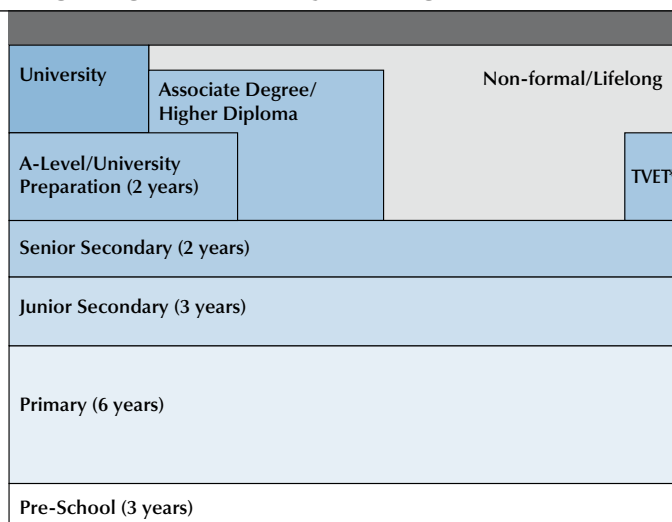 University
Associate Degree/
Higher Diploma
Non-formal/Lifelong
A-Level/University
Preparation (2 years)
TVET
Senior Secondary (2 years)
Junior Secondary (3 years)
Primary (6 years)
Pre-School (3 years)